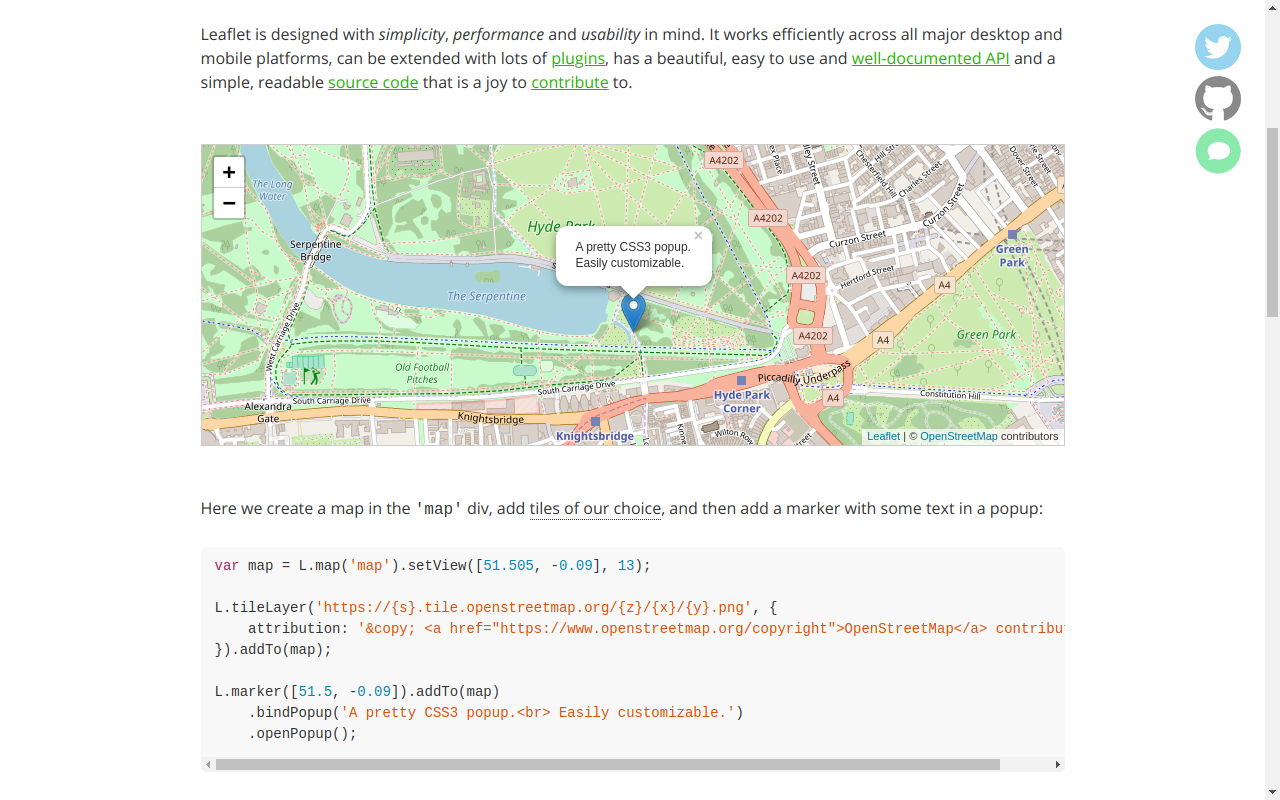 Leaflet is designed with simplicity, performance and usability in mind. It works efficiently across all major desktop and
mobile platforms, can be extended with lots of plugins, has a beautiful, easy to use and well-documented API and a
simple, readable source code that is a joy to contribute to.
+
−
The Long
Water
Serpentine
Bridge
Hyde Park
A pretty CSS3 popup.
Easily customizable.
×
The Serpentine
West Carriage Drive
Old Football
Pitches
South Carriage Drive
South Carriage Drive
Alexandra
Gate
Knightsbridge
Knightsbridge
A4202
A4202
A4202
A4202
Chesterfield Hill
Charles Street
Dover Street
Curzon Street
Curzon Street
Hertford Street
Green
Park
A4
A4
A4
Green Park
Piccadilly Underpass
Hyde Park
Corner
Constitution Hill
Wilton Row
Leaflet | © OpenStreetMap contributors
Here we create a map in the 'map' div, add tiles of our choice, and then add a marker with some text in a popup:
var map = L.map('map').setView([51.505, -0.09], 13);
L.tileLayer('https://{s}.tile.openstreetmap.org/{z}/{x}/{y}.png', {
attribution: '&copy; <a href="https://www.openstreetmap.org/copyright">OpenStreetMap</a> contribu
}).addTo(map);
L.marker([51.5, -0.09]).addTo(map)
.bindPopup('A pretty CSS3 popup.<br> Easily customizable.')
.openPopup();